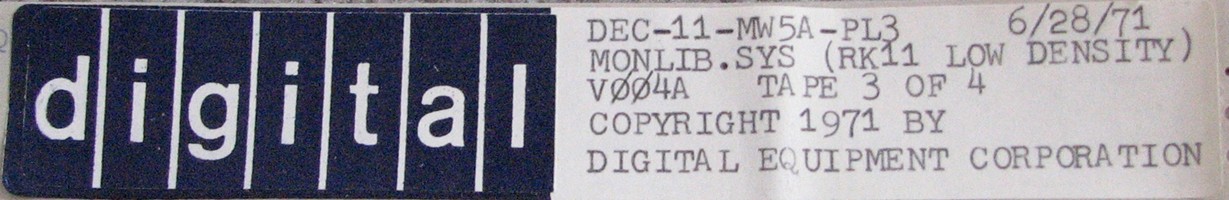 digital
DEC-11-MW5A-PL3 6/28/71
MONLIB.SYS (RK11 LOW DENSITY)
VØØ4A TAPE 3 OF 4
COPYRIGHT 1971 BY
DIGITAL EQUIPMENT CORPORATION